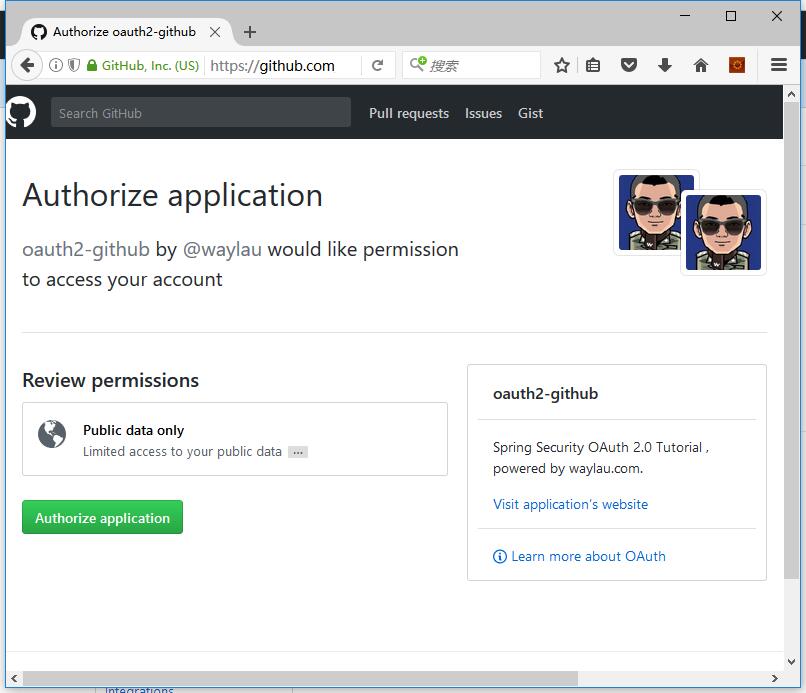 Authorize oauth2-github
GitHub, Inc. (US)
https://github.com
搜索
Search GitHub
Pull requests
Issues
Gist
Authorize application
oauth2-github by @waylau would like permission
to access your account
Review permissions
Public data only
Limited access to your public data ...
Authorize application
oauth2-github
Spring Security OAuth 2.0 Tutorial ,
powered by waylau.com.
Visit application's website
Learn more about OAuth
Integrations